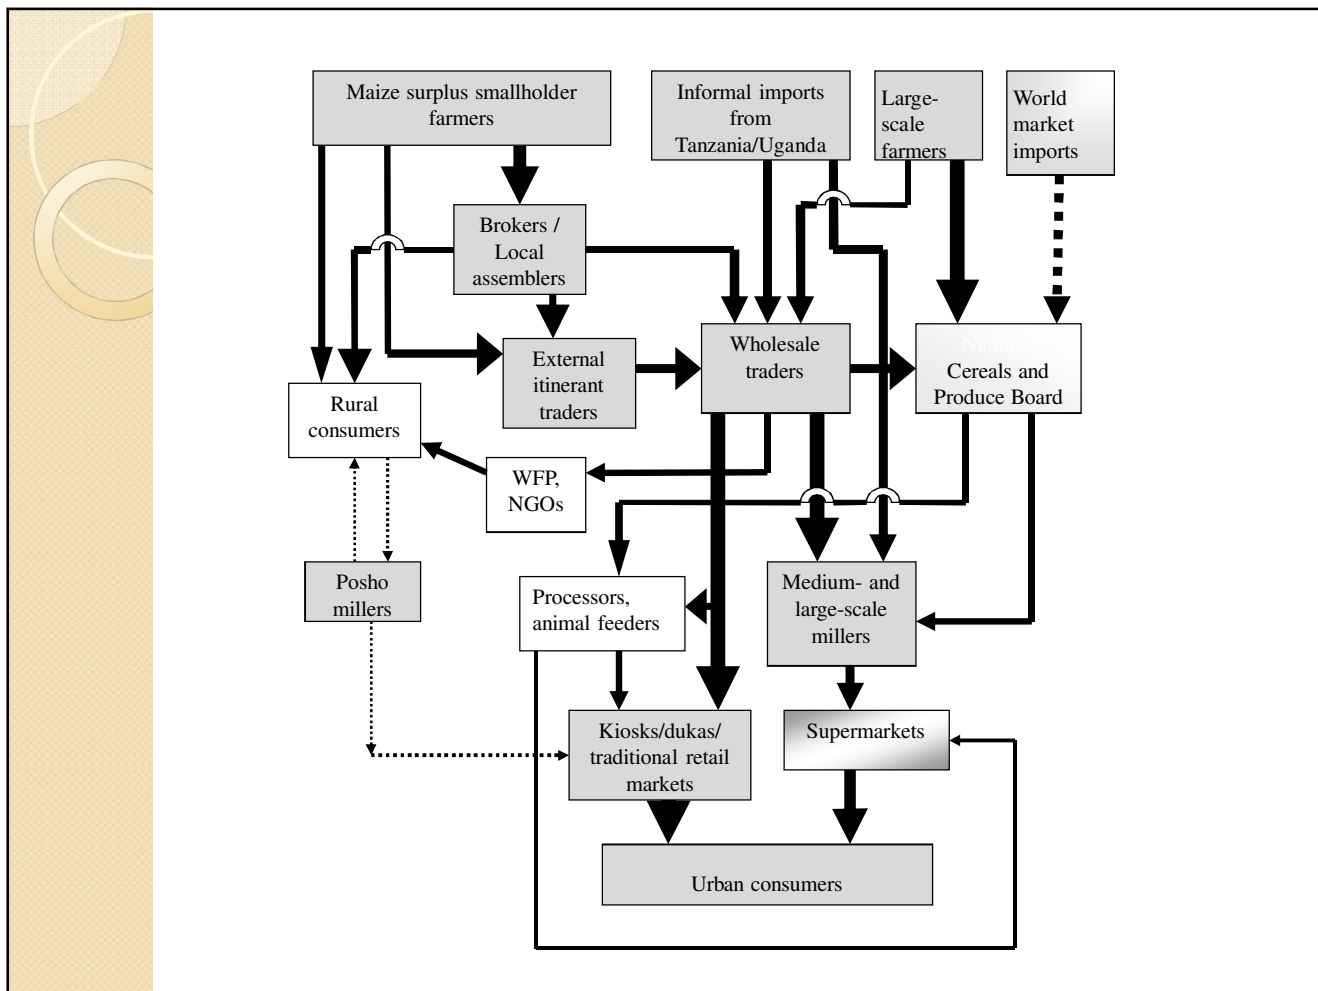 Maize surplus smallholder
farmers
Informal imports
from
Tanzania/Uganda
Large-
scale
farmers
World
market
imports
Brokers /
Local
assemblers
External
itinerant
traders
Wholesale
traders
National
Cereals and
Produce Board
Rural
consumers
WFP,
NGOs
Posho
millers
Processors,
animal feeders
Medium- and
large-scale
millers
Kiosks/dukas/
traditional retail
markets
Supermarkets
Urban consumers